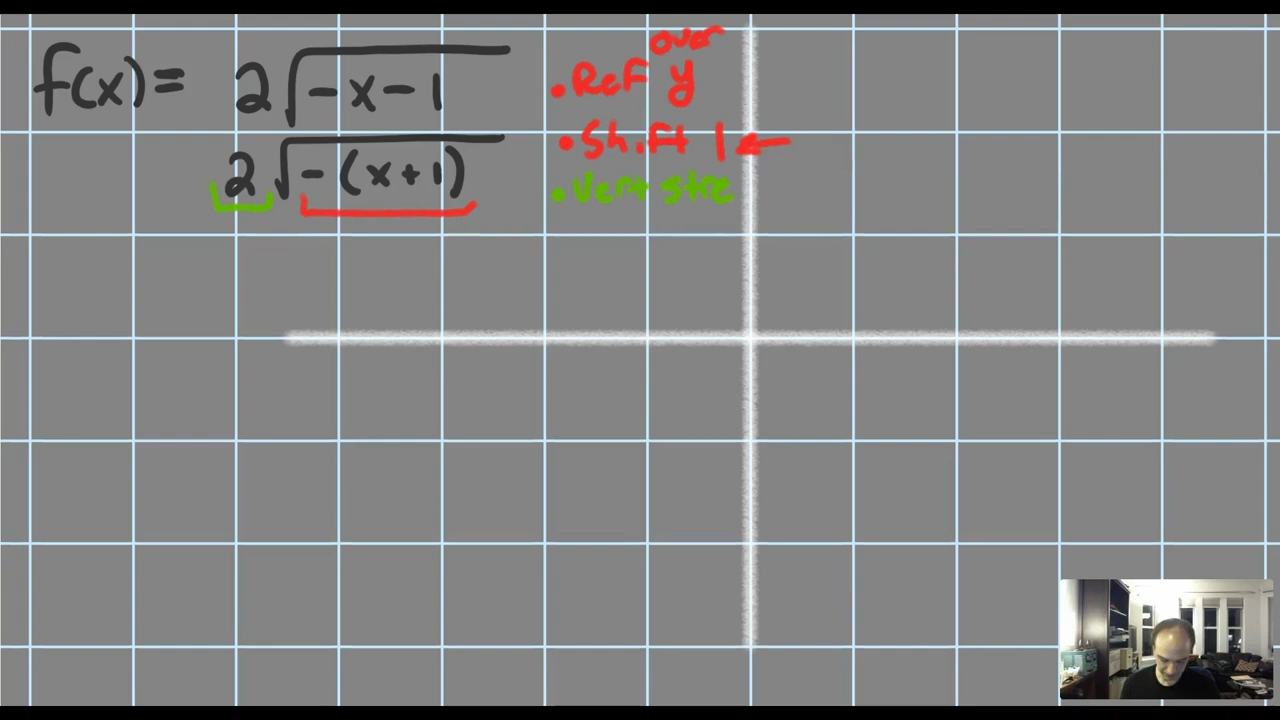 f(x) = 2√(-x-1)
2√(-(x+1))
• Ref over y
• Shift 1 ←
• Vert stre